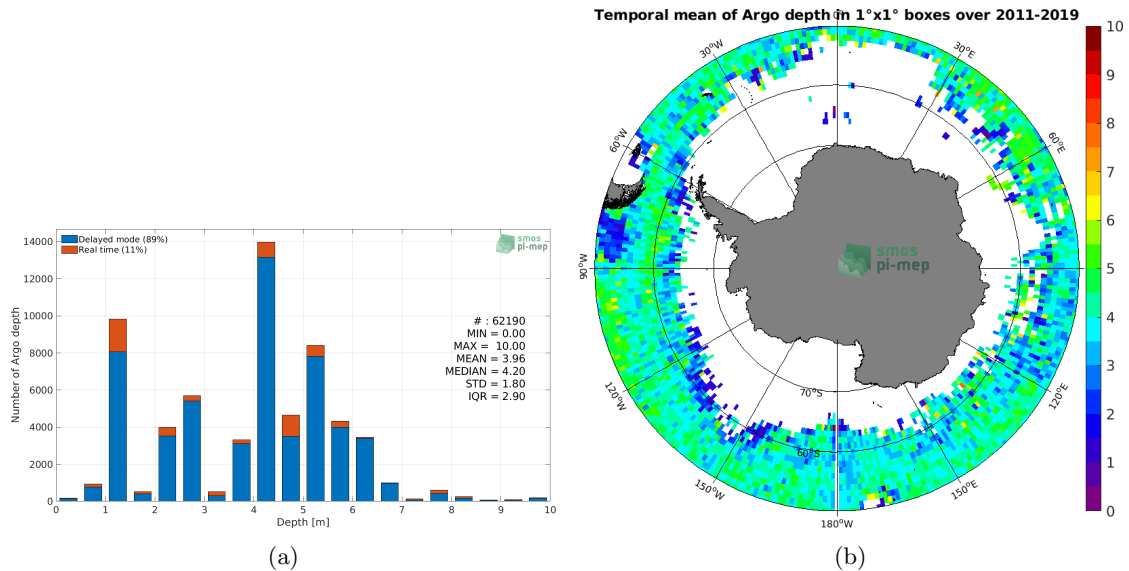 Delayed mode (89%)
Real time (11%)
smos
pi-mep
# : 62190
MIN = 0.00
MAX = 10.00
MEAN = 3.96
MEDIAN = 4.20
STD = 1.80
IQR = 2.90
Number of Argo depth
14000
12000
10000
8000
6000
4000
2000
0
0 1 2 3 4 5 6 7 8 9 10
Depth [m]
(a)
Temporal mean of Argo depth in 1°x1° boxes over 2011-2019
30°W
30°E
60°W
60°E
90°W
smos
pi-mep
120°W
120°E
70°S
60°S
150°W
150°E
180°W
10
9
8
7
6
5
4
3
2
1
0
(b)